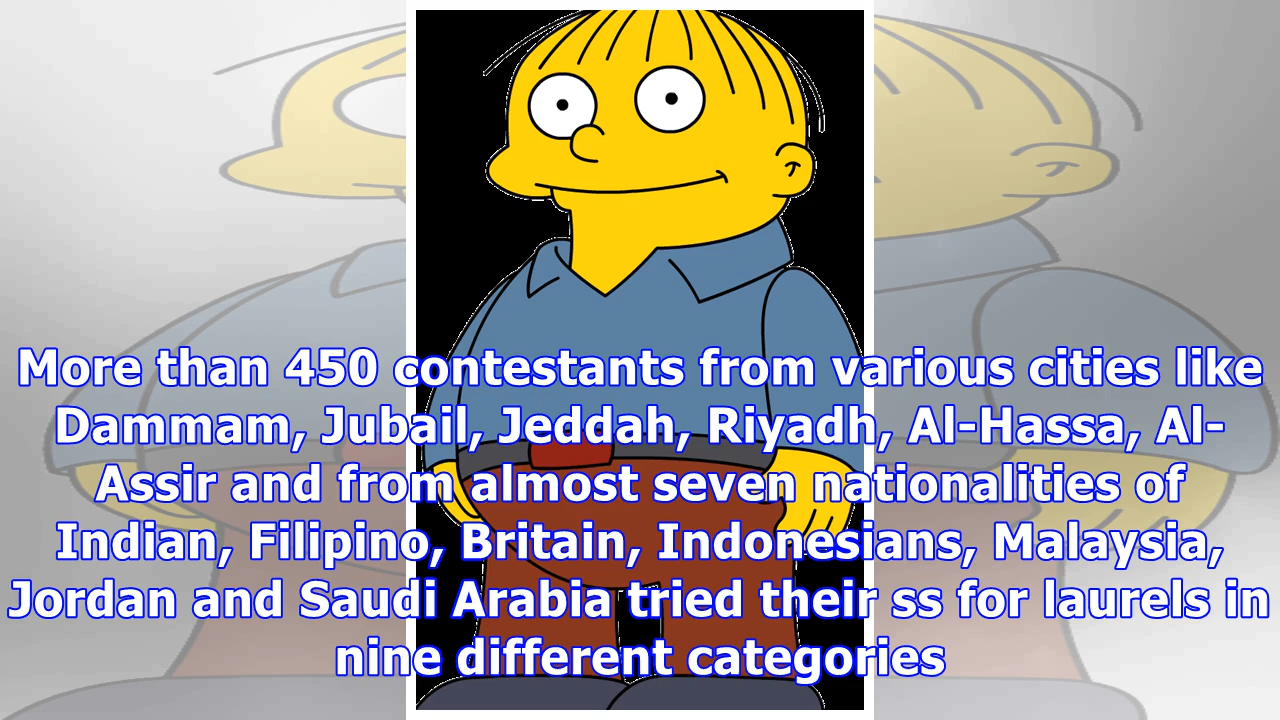 More than 450 contestants from various cities like
Dammam, Jubail, Jeddah, Riyadh, Al-Hassa, Al-
Assir and from almost seven nationalities of
Indian, Filipino, Britain, Indonesians, Malaysia,
Jordan and Saudi Arabia tried their ss for laurels in
nine different categories